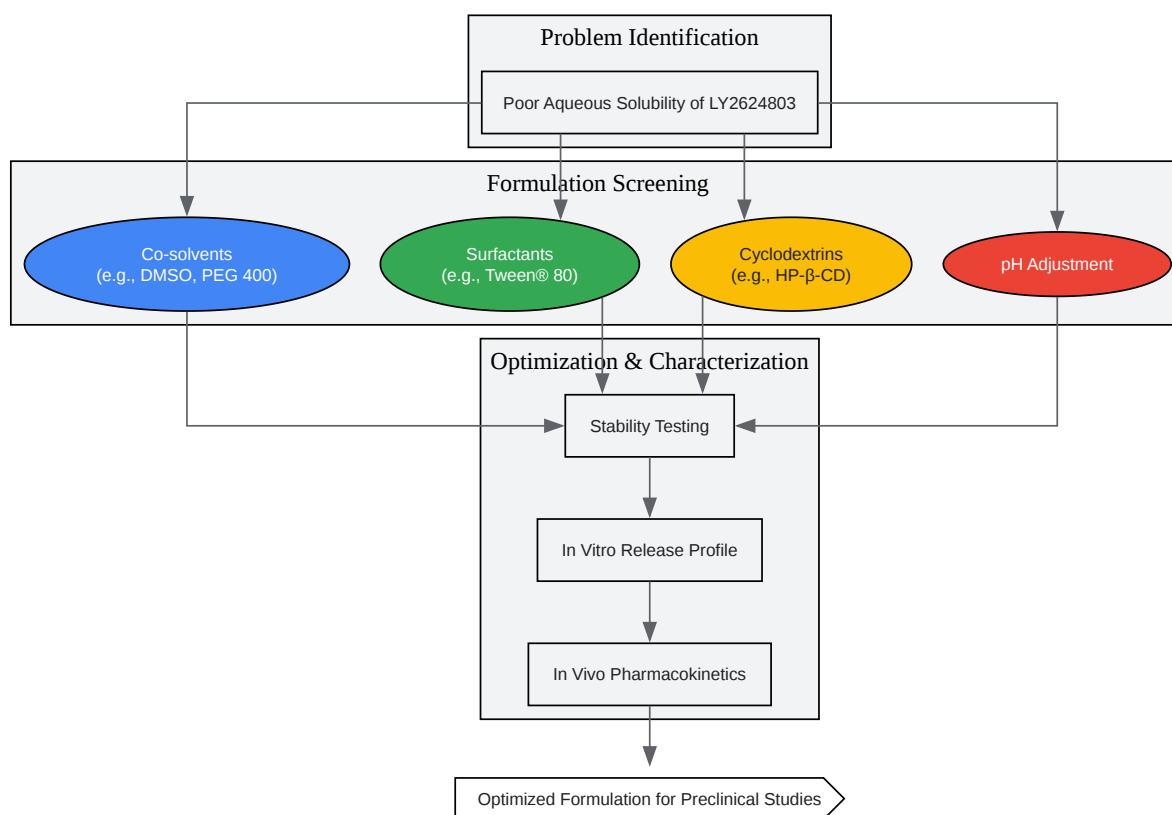 Problem Identification
Poor Aqueous Solubility of LY2624803
Formulation Screening
Co-solvents
(e.g., DMSO, PEG 400)
Surfactants
(e.g., Tween® 80)
Cyclodextrins
(e.g., HP-β-CD)
pH Adjustment
Optimization & Characterization
Stability Testing
In Vitro Release Profile
In Vivo Pharmacokinetics
Optimized Formulation for Preclinical Studies